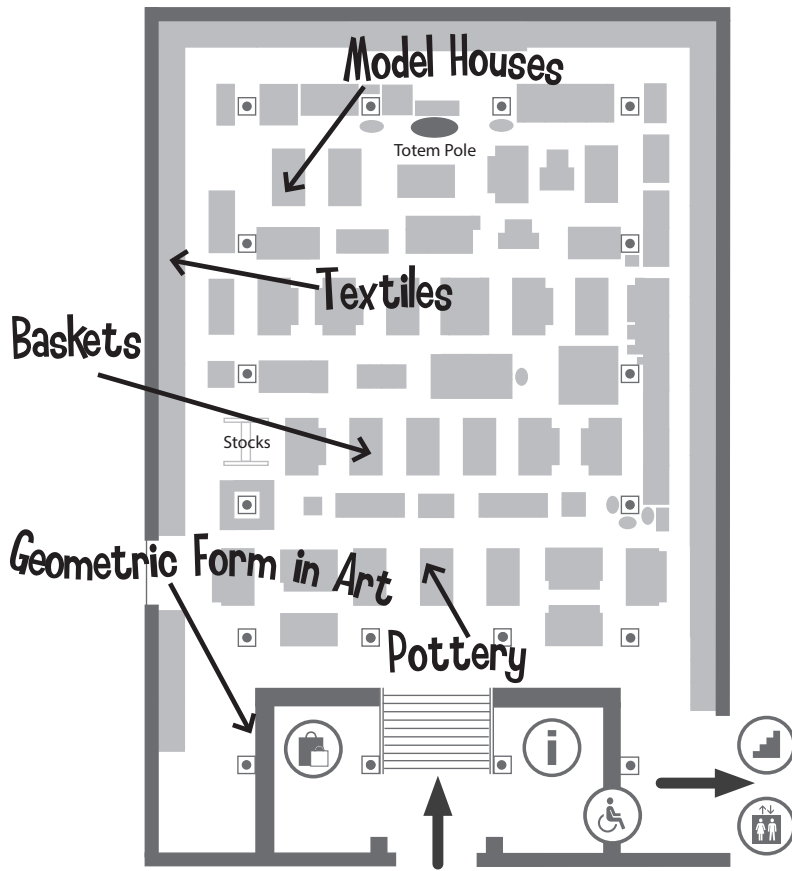 Model Houses
Totem Pole
Textiles
Baskets
Stocks
Geometric Form in Art
Pottery
i